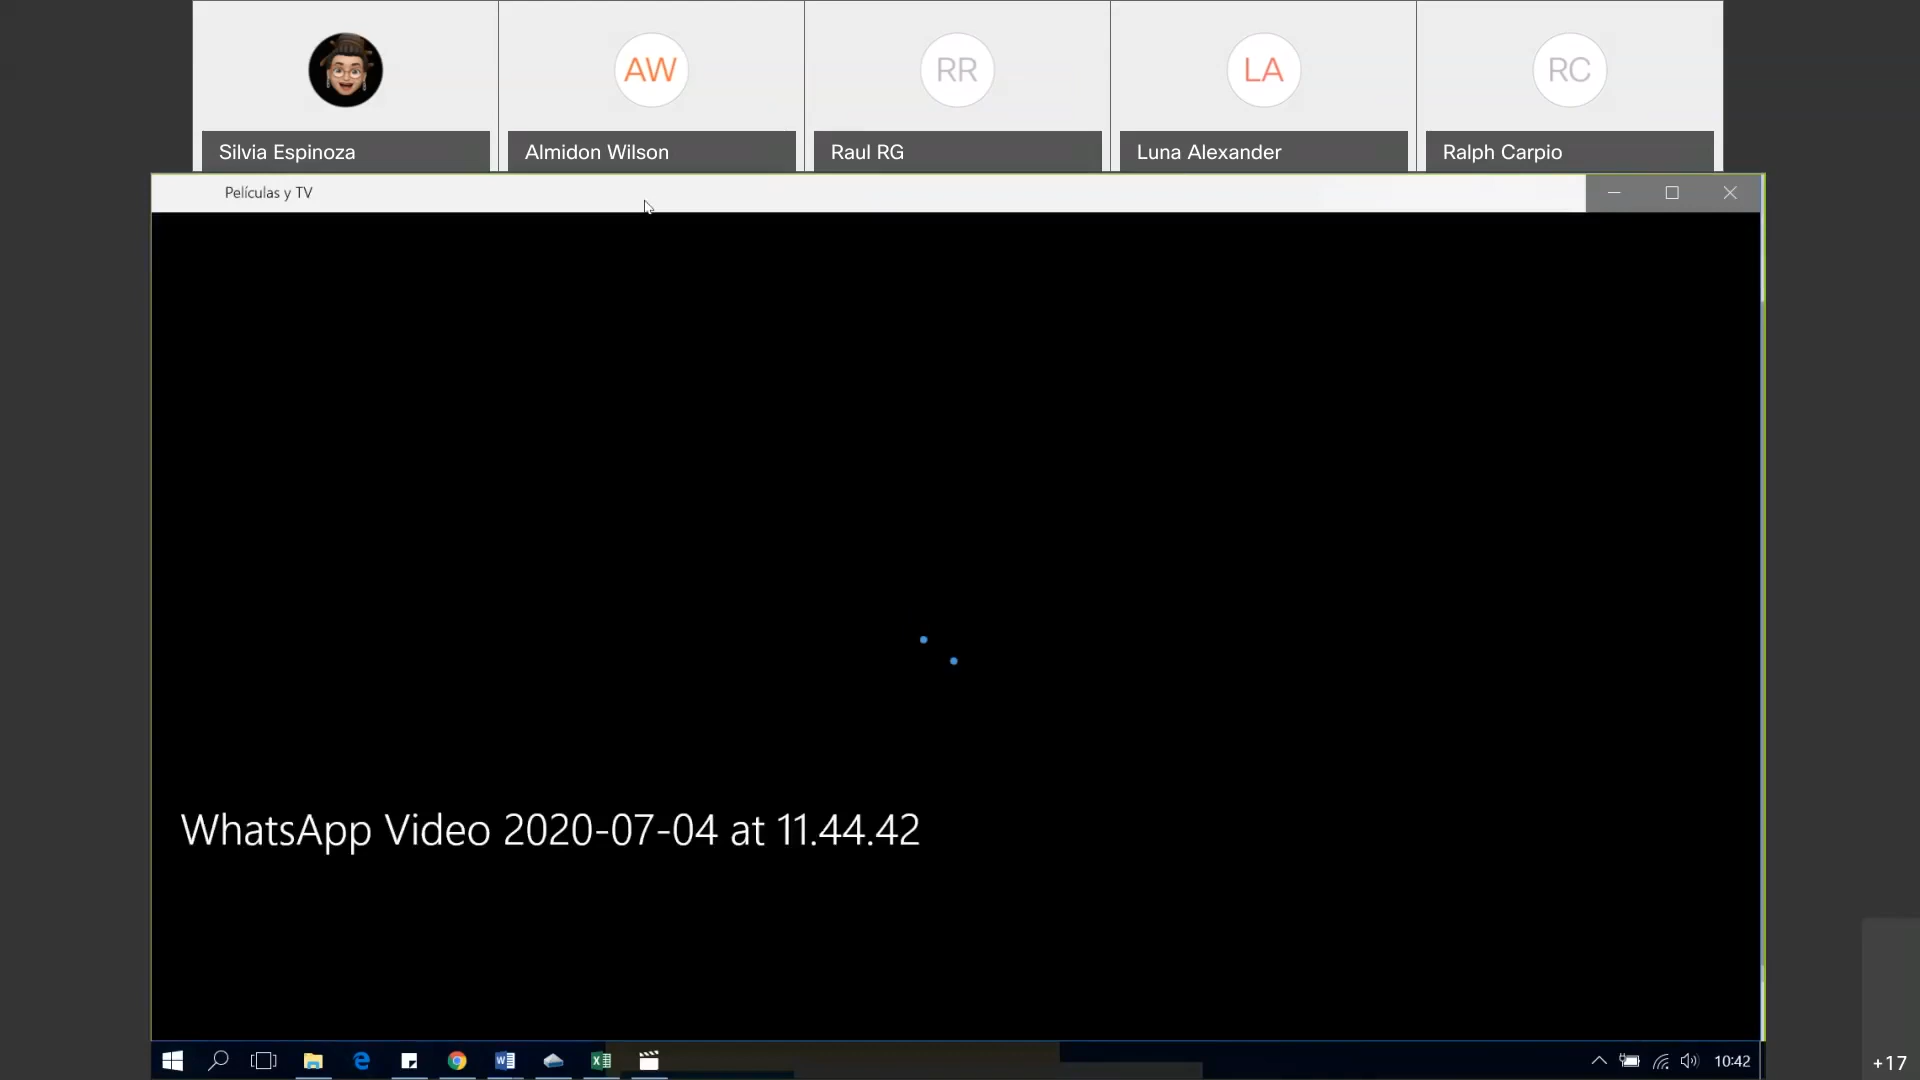 AW
RR
LA
RC
Silvia Espinoza
Almidon Wilson
Raul RG
Luna Alexander
Ralph Carpio
Películas y TV
WhatsApp Video 2020-07-04 at 11.44.42
10:42
+17